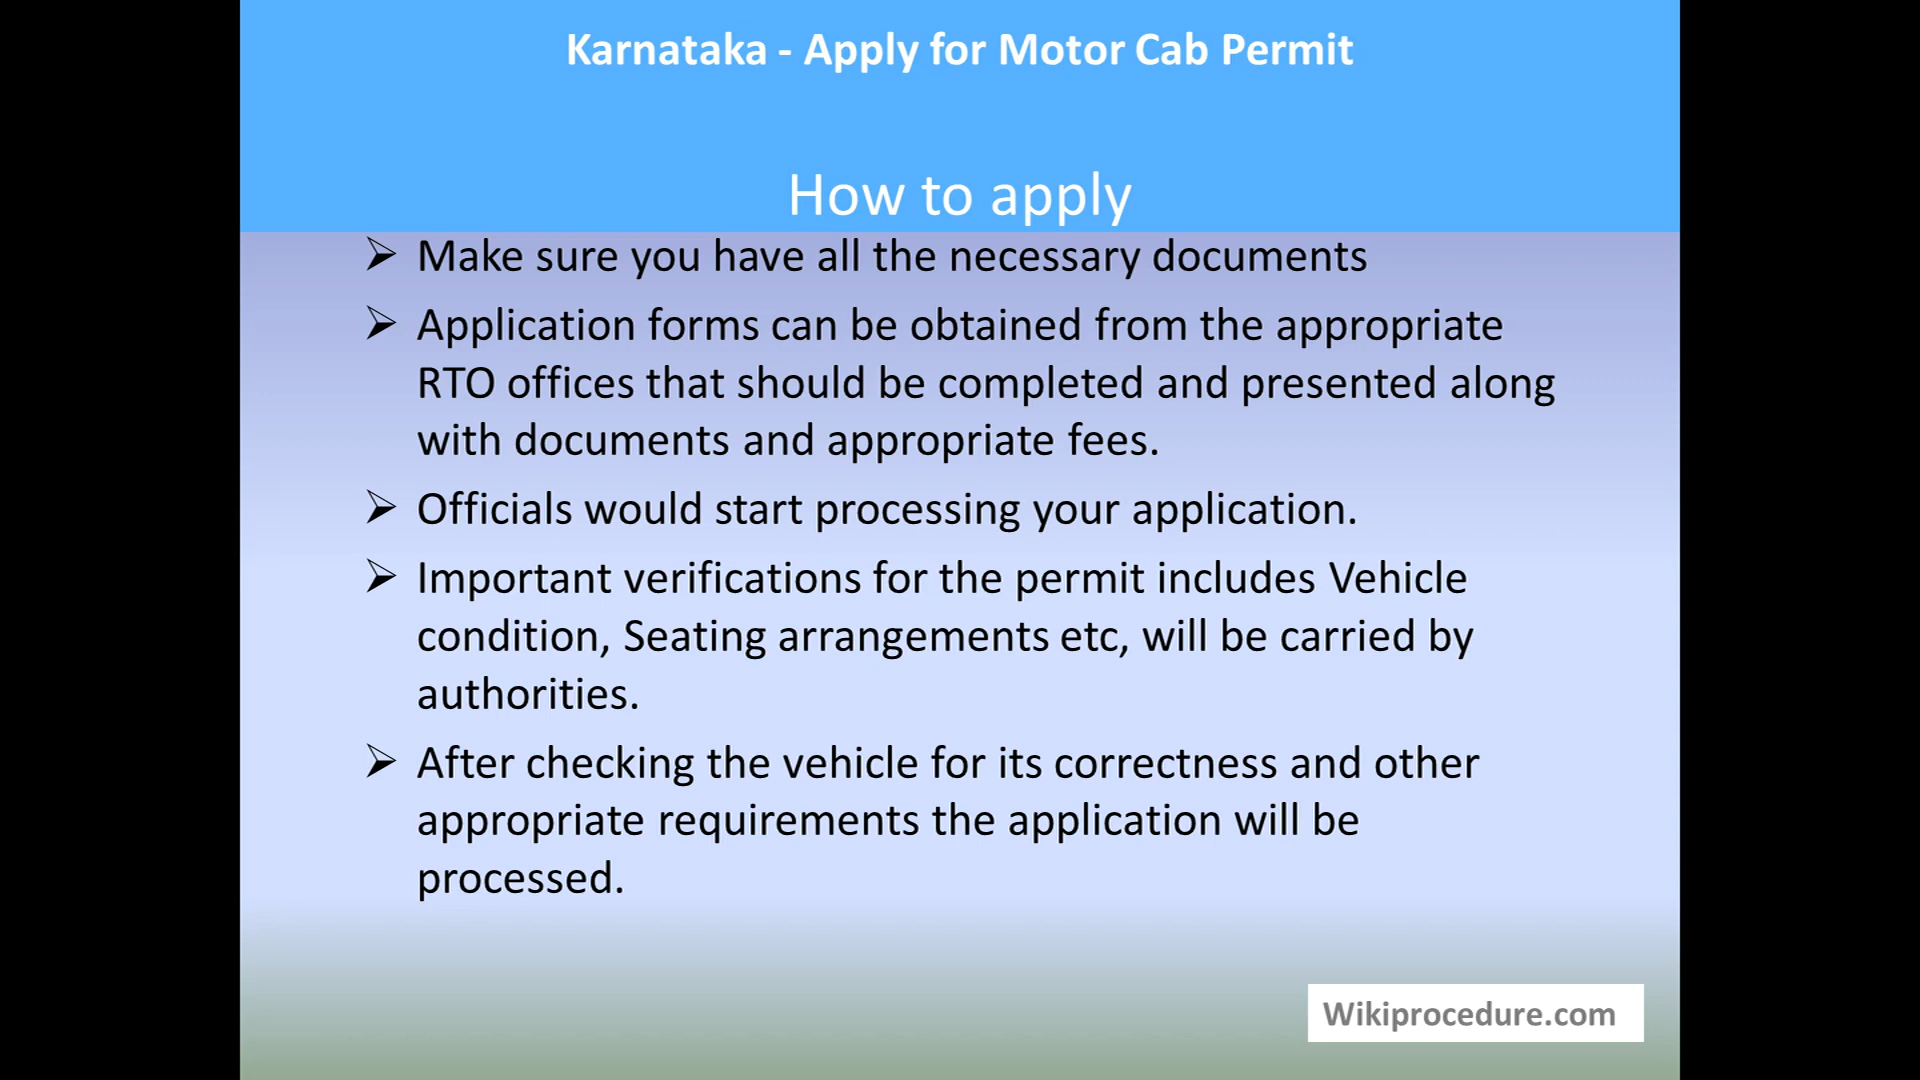 Karnataka - Apply for Motor Cab Permit
How to apply
➢ Make sure you have all the necessary documents
➢ Application forms can be obtained from the appropriate
RTO offices that should be completed and presented along
with documents and appropriate fees.
➢ Officials would start processing your application.
➢ Important verifications for the permit includes Vehicle
condition, Seating arrangements etc, will be carried by
authorities.
➢ After checking the vehicle for its correctness and other
appropriate requirements the application will be
processed.
Wikiprocedure.com